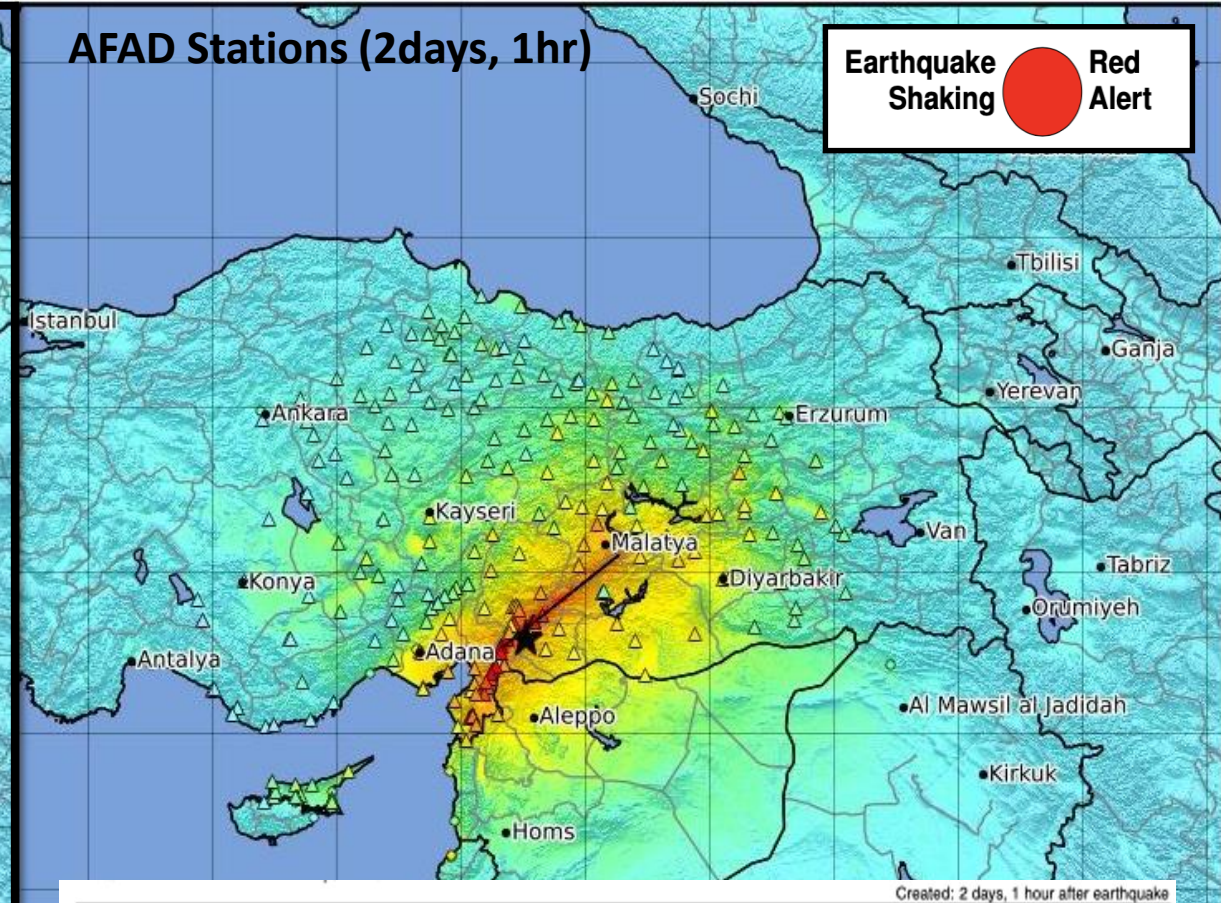 AFAD Stations (2days, 1hr)
Earthquake Red
Shaking Alert
Sochi
Tbilisi
Istanbul
Ganja
Yerevan
Ankara
Erzurum
Kayseri
Van
Malatya
Tabriz
Konya
Diyarbakir
Orumiyeh
Adana
Antalya
Al Mawsil al Jadidah
Aleppo
Kirkuk
Homs
Created: 2 days, 1 hour after earthquake